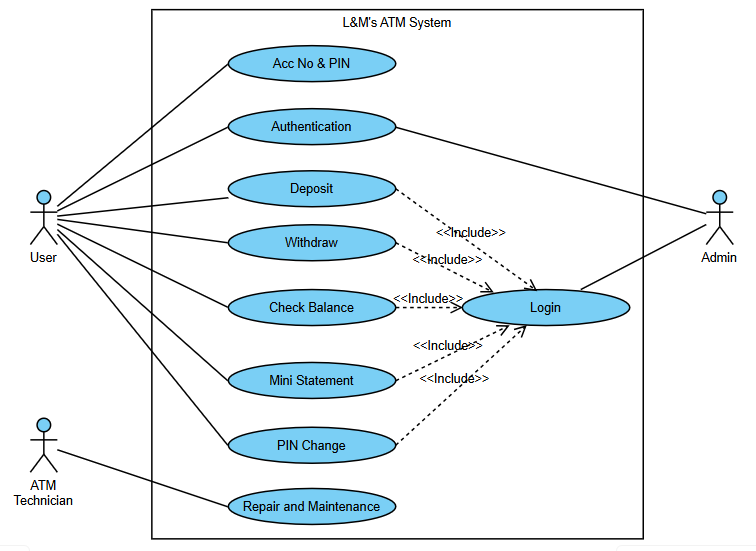 L&M's ATM System
Acc No & PIN
Authentication
Deposit
<<Include>>
Withdraw
<<Include>>
User
Admin
<<Include>>
Check Balance
Login
<<Include>>
Mini Statement
<<Include>>
PIN Change
ATM
Technician
Repair and Maintenance